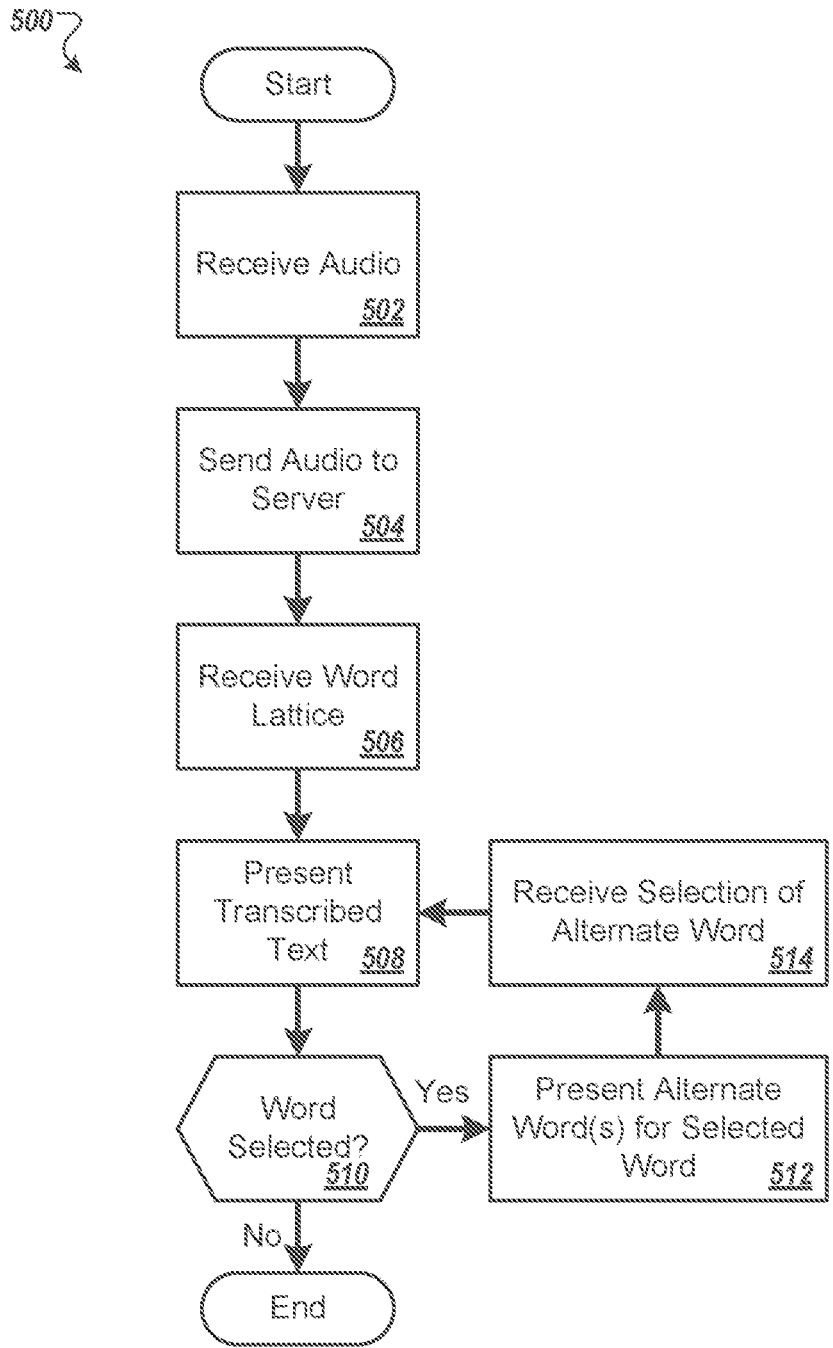 500
Start
Receive Audio
502
Send Audio to
Server
504
Receive Word
Lattice
506
Present
Transcribed
Text
508
Receive Selection of
Alternate Word
514
Word
Selected?
510
Yes
Present Alternate
Word(s) for Selected
Word
512
No
End